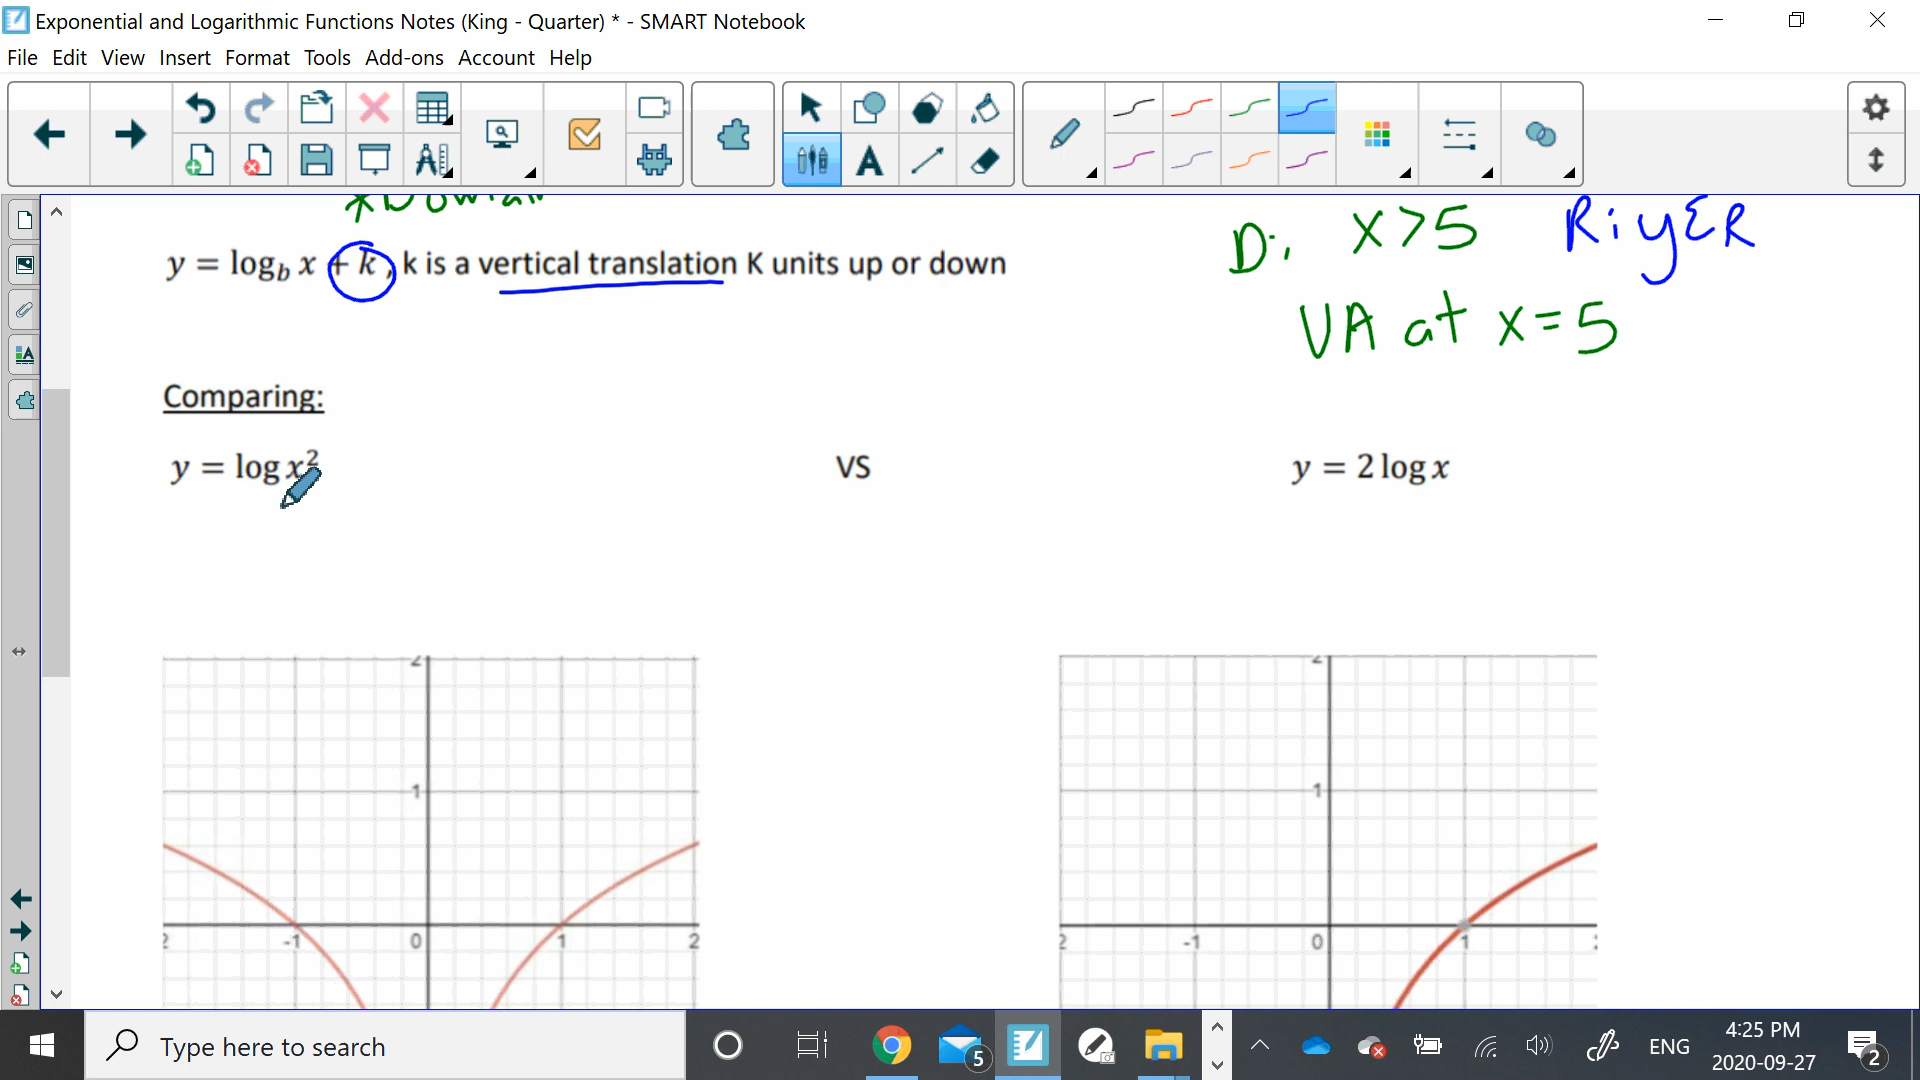 Exponential and Logarithmic Functions Notes (King - Quarter) * - SMART Notebook
File Edit View Insert Format Tools Add-ons Account Help
D: x>5 R: yƐR
y = log_b x + k , k is a vertical translation K units up or down
VA at x=5
Comparing:
y = log x² VS y = 2 log x
2 2
1 1
-1 0 1 2 2 -1 0 1
Type here to search
5
ENG
4:25 PM
2020-09-27
2